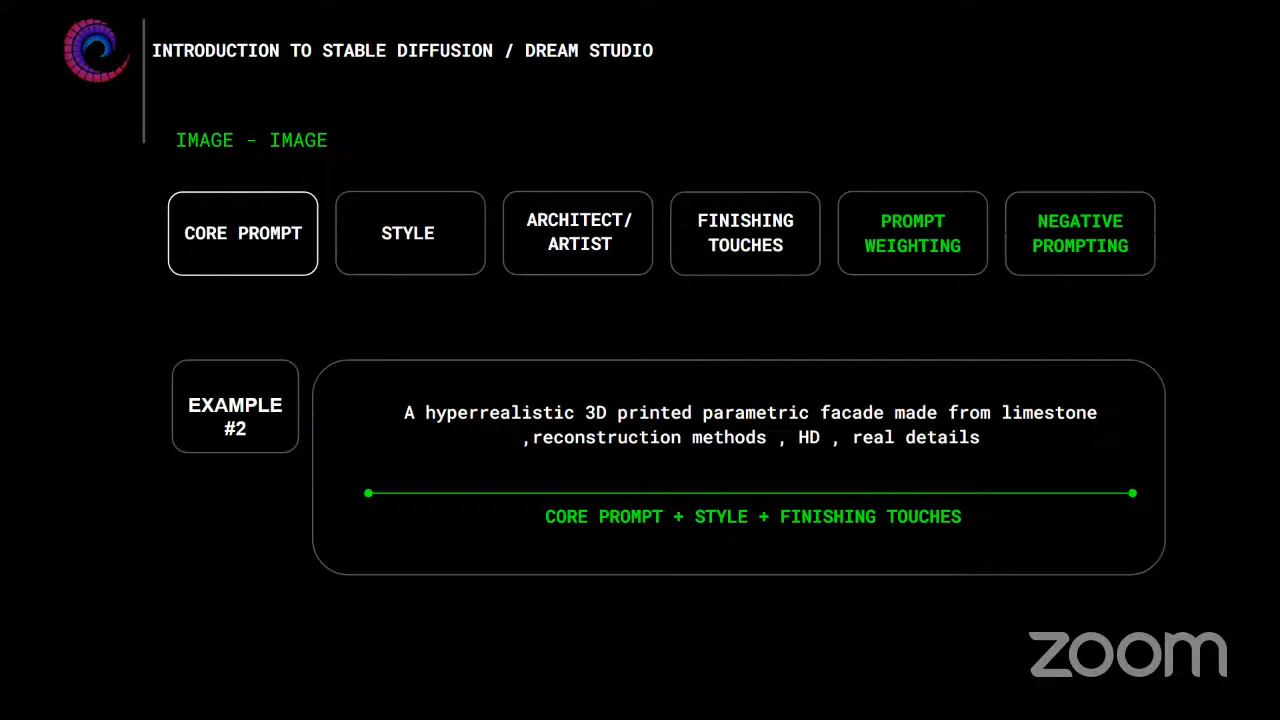 INTRODUCTION TO STABLE DIFFUSION / DREAM STUDIO
IMAGE - IMAGE
CORE PROMPT
STYLE
ARCHITECT/
ARTIST
FINISHING
TOUCHES
PROMPT
WEIGHTING
NEGATIVE
PROMPTING
EXAMPLE
#2
A hyperrealistic 3D printed parametric facade made from limestone
,reconstruction methods , HD , real details
CORE PROMPT + STYLE + FINISHING TOUCHES
zoom